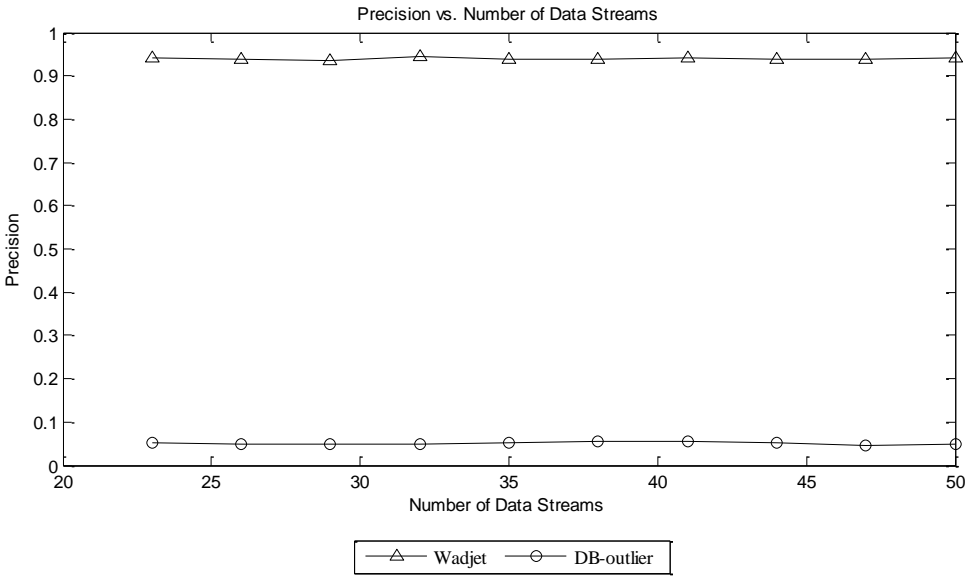 Precision vs. Number of Data Streams
1
0.9
0.8
0.7
0.6
0.5
0.4
0.3
0.2
0.1
0
Precision
20 25 30 35 40 45 50
Number of Data Streams
Wadjet DB-outlier